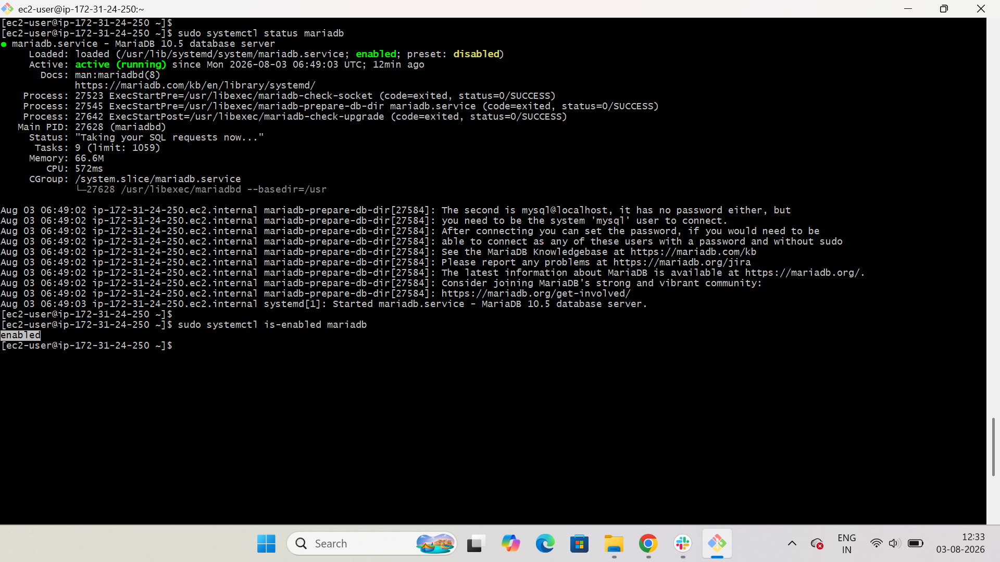 ec2-user@ip-172-31-24-250:~
[ec2-user@ip-172-31-24-250 ~]$
[ec2-user@ip-172-31-24-250 ~]$ sudo systemctl status mariadb
● mariadb.service - MariaDB 10.5 database server
Loaded: loaded (/usr/lib/systemd/system/mariadb.service; enabled; preset: disabled)
Active: active (running) since Mon 2026-08-03 06:49:03 UTC; 12min ago
Docs: man:mariadbd(8)
https://mariadb.com/kb/en/library/systemd/
Process: 27523 ExecStartPre=/usr/libexec/mariadb-check-socket (code=exited, status=0/SUCCESS)
Process: 27545 ExecStartPre=/usr/libexec/mariadb-prepare-db-dir mariadb.service (code=exited, status=0/SUCCESS)
Process: 27642 ExecStartPost=/usr/libexec/mariadb-check-upgrade (code=exited, status=0/SUCCESS)
Main PID: 27628 (mariadbd)
Status: "Taking your SQL requests now..."
Tasks: 9 (limit: 1059)
Memory: 66.6M
CPU: 572ms
CGroup: /system.slice/mariadb.service
└─27628 /usr/libexec/mariadbd --basedir=/usr
Aug 03 06:49:02 ip-172-31-24-250.ec2.internal mariadb-prepare-db-dir[27584]: The second is mysql@localhost, it has no password either, but
Aug 03 06:49:02 ip-172-31-24-250.ec2.internal mariadb-prepare-db-dir[27584]: you need to be the system 'mysql' user to connect.
Aug 03 06:49:02 ip-172-31-24-250.ec2.internal mariadb-prepare-db-dir[27584]: After connecting you can set the password, if you would need to be
Aug 03 06:49:02 ip-172-31-24-250.ec2.internal mariadb-prepare-db-dir[27584]: able to connect as any of these users with a password and without sudo
Aug 03 06:49:02 ip-172-31-24-250.ec2.internal mariadb-prepare-db-dir[27584]: See the MariaDB Knowledgebase at https://mariadb.com/kb
Aug 03 06:49:02 ip-172-31-24-250.ec2.internal mariadb-prepare-db-dir[27584]: Please report any problems at https://mariadb.org/jira
Aug 03 06:49:02 ip-172-31-24-250.ec2.internal mariadb-prepare-db-dir[27584]: The latest information about MariaDB is available at https://mariadb.org/.
Aug 03 06:49:02 ip-172-31-24-250.ec2.internal mariadb-prepare-db-dir[27584]: Consider joining MariaDB's strong and vibrant community:
Aug 03 06:49:02 ip-172-31-24-250.ec2.internal mariadb-prepare-db-dir[27584]: https://mariadb.org/get-involved/
Aug 03 06:49:03 ip-172-31-24-250.ec2.internal systemd[1]: Started mariadb.service - MariaDB 10.5 database server.
[ec2-user@ip-172-31-24-250 ~]$
[ec2-user@ip-172-31-24-250 ~]$ sudo systemctl is-enabled mariadb
enabled
[ec2-user@ip-172-31-24-250 ~]$
Search
ENG
IN
12:33
03-08-2026